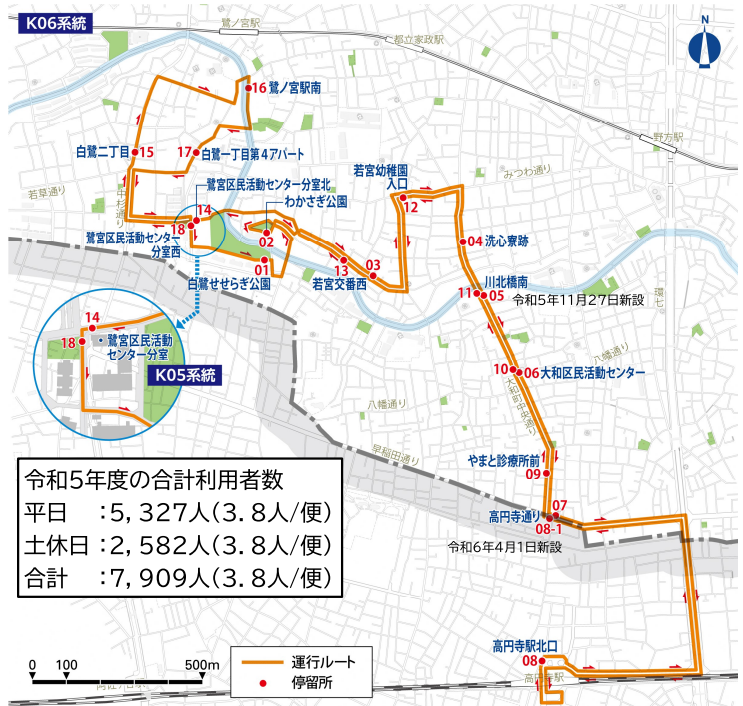 K06系統
鷺ノ宮駅
都立家政駅
N
16 鷺ノ宮駅南
野方駅
白鷺二丁目 15
17 白鷺一丁目第4アパート
若宮幼稚園
入口
12
みつわ通り
若草通り
中杉通り
鷺宮区民活動センター分室北
14
わかさぎ公園
02
18
鷺宮区民活動センター
分室西
04 洗心寮跡
01
白鷺せせらぎ公園
13
若宮交番西
03
川北橋南
11
05
令和5年11月27日新設
環七
14
18
鷺宮区民活動
センター分室
K05系統
八幡通り
10
06 大和区民活動センター
大和町中央通り
八幡通り
早稲田通り
やまと診療所前
09
令和5年度の合計利用者数
平日 :5,327人(3.8人/便)
土休日:2,582人(3.8人/便)
合計 :7,909人(3.8人/便)
高円寺通り
07
08-1
令和6年4月1日新設
高円寺駅北口
08
高円寺駅
0 100 500m
運行ルート
停留所